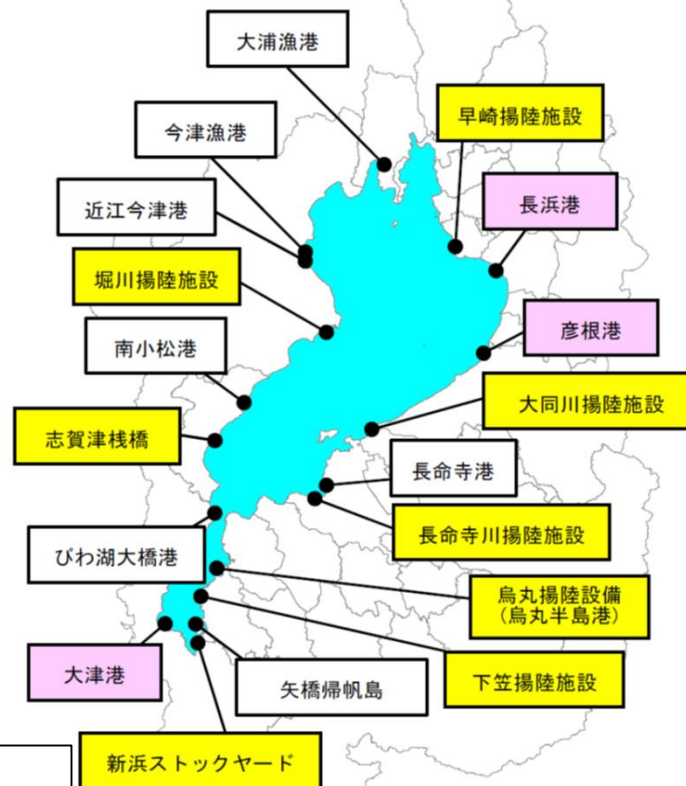 大浦漁港
早崎揚陸施設
今津漁港
長浜港
近江今津港
堀川揚陸施設
彦根港
南小松港
大同川揚陸施設
志賀津桟橋
長命寺港
長命寺川揚陸施設
びわ湖大橋港
烏丸揚陸設備
(烏丸半島港)
大津港
矢橋帰帆島
下笠揚陸施設
新浜ストックヤード